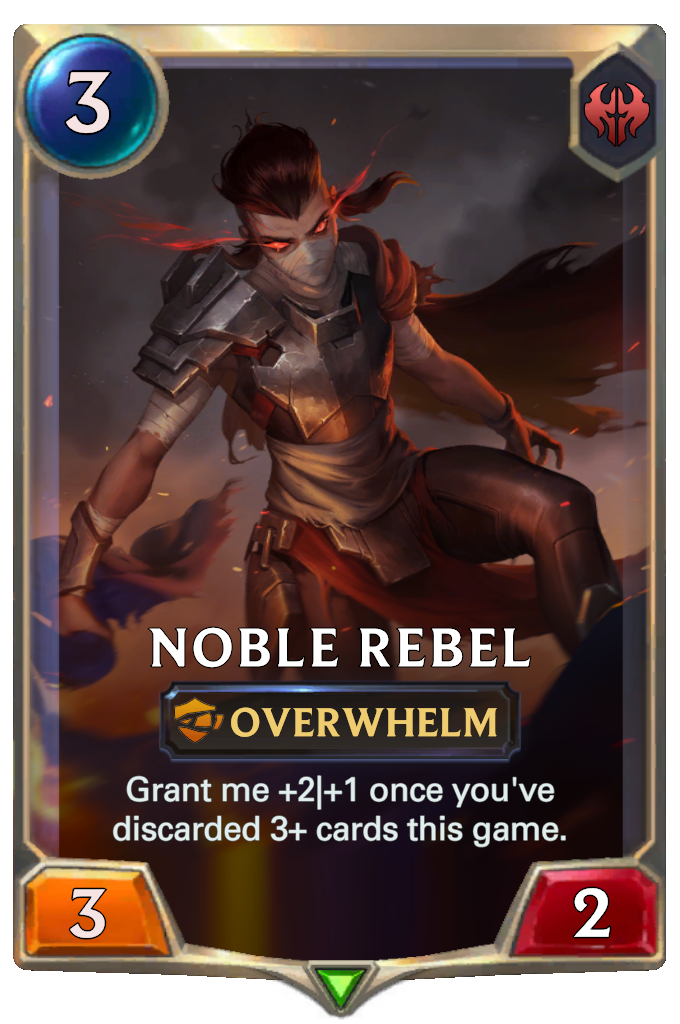 3
NOBLE REBEL
OVERWHELM
Grant me +2|+1 once you've
discarded 3+ cards this game.
3
2